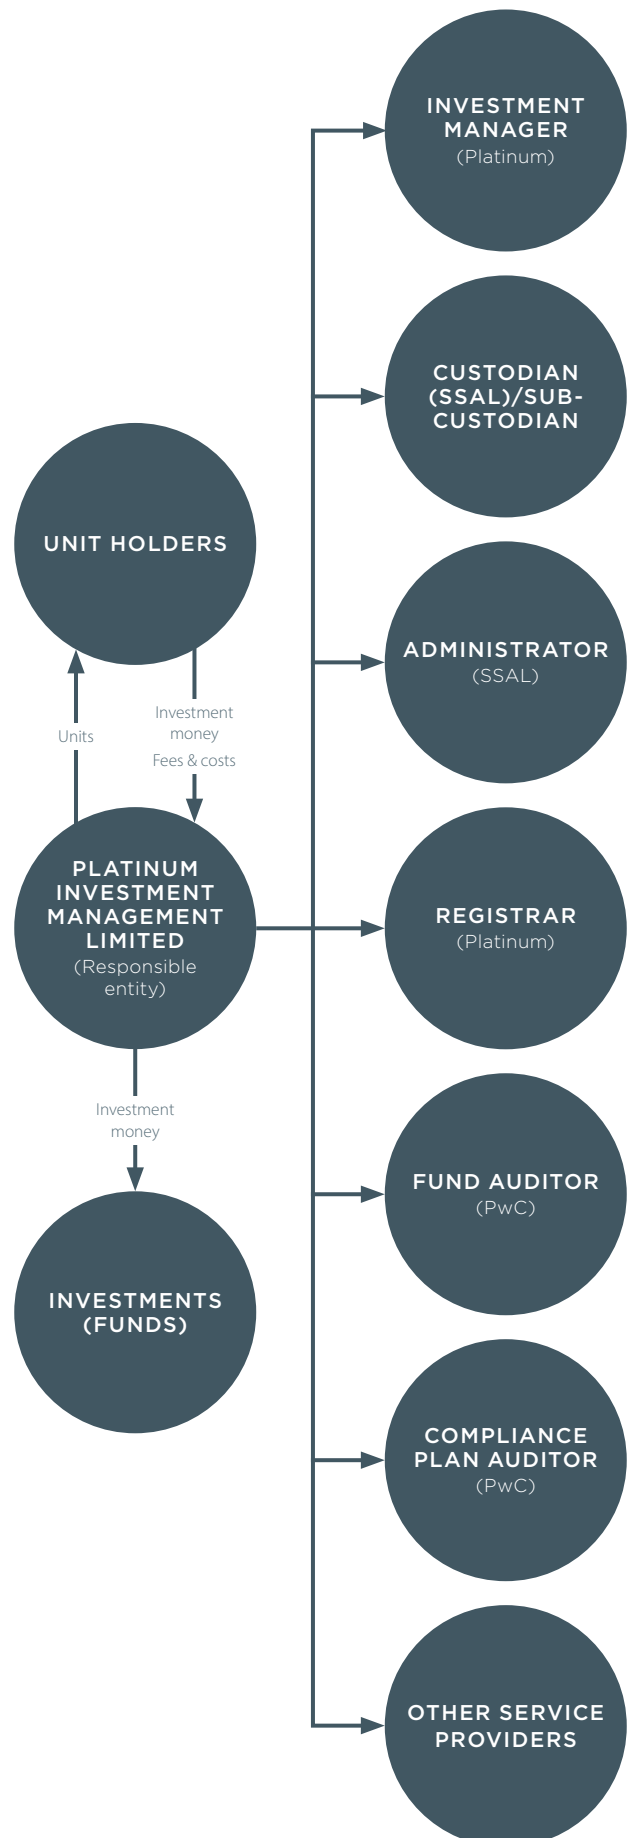 INVESTMENT
MANAGER
(Platinum)
CUSTODIAN
(SSAL)/SUB-
CUSTODIAN
UNIT HOLDERS
ADMINISTRATOR
(SSAL)
Units
Investment
money
Fees & costs
PLATINUM
INVESTMENT
MANAGEMENT
LIMITED
(Responsible
entity)
REGISTRAR
(Platinum)
Investment
money
FUND AUDITOR
(PwC)
INVESTMENTS
(FUNDS)
COMPLIANCE
PLAN AUDITOR
(PwC)
OTHER SERVICE
PROVIDERS